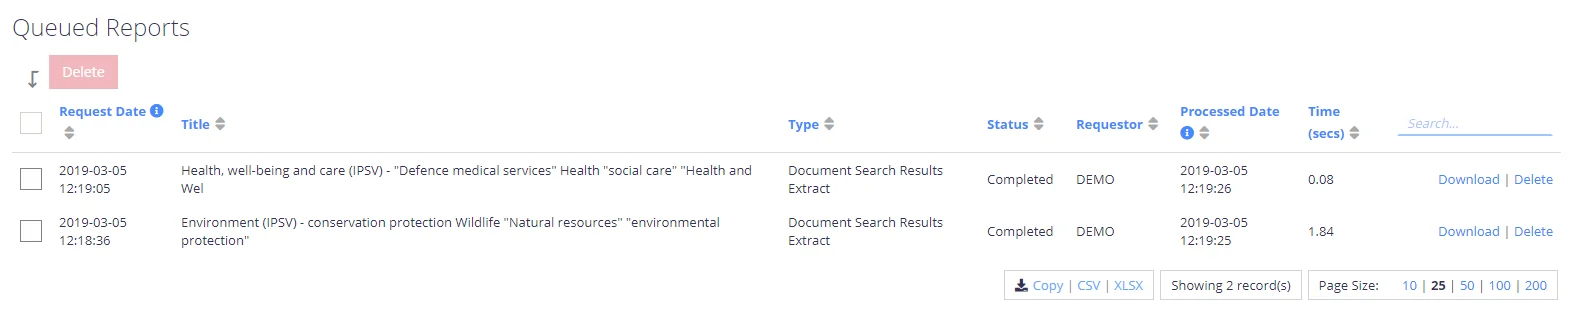 Queued Reports
Delete
Request Date
Title
Type
Status
Requestor
Processed Date
Time
(secs)
Search...
2019-03-05
12:19:05
Health, well-being and care (IPSV) - "Defence medical services" Health "social care" "Health and
Wel
Document Search Results
Extract
Completed
DEMO
2019-03-05
12:19:26
0.08
Download | Delete
2019-03-05
12:18:36
Environment (IPSV) - conservation protection Wildlife "Natural resources" "environmental
protection"
Document Search Results
Extract
Completed
DEMO
2019-03-05
12:19:25
1.84
Download | Delete
Copy | CSV | XLSX
Showing 2 record(s)
Page Size: 10 | 25 | 50 | 100 | 200